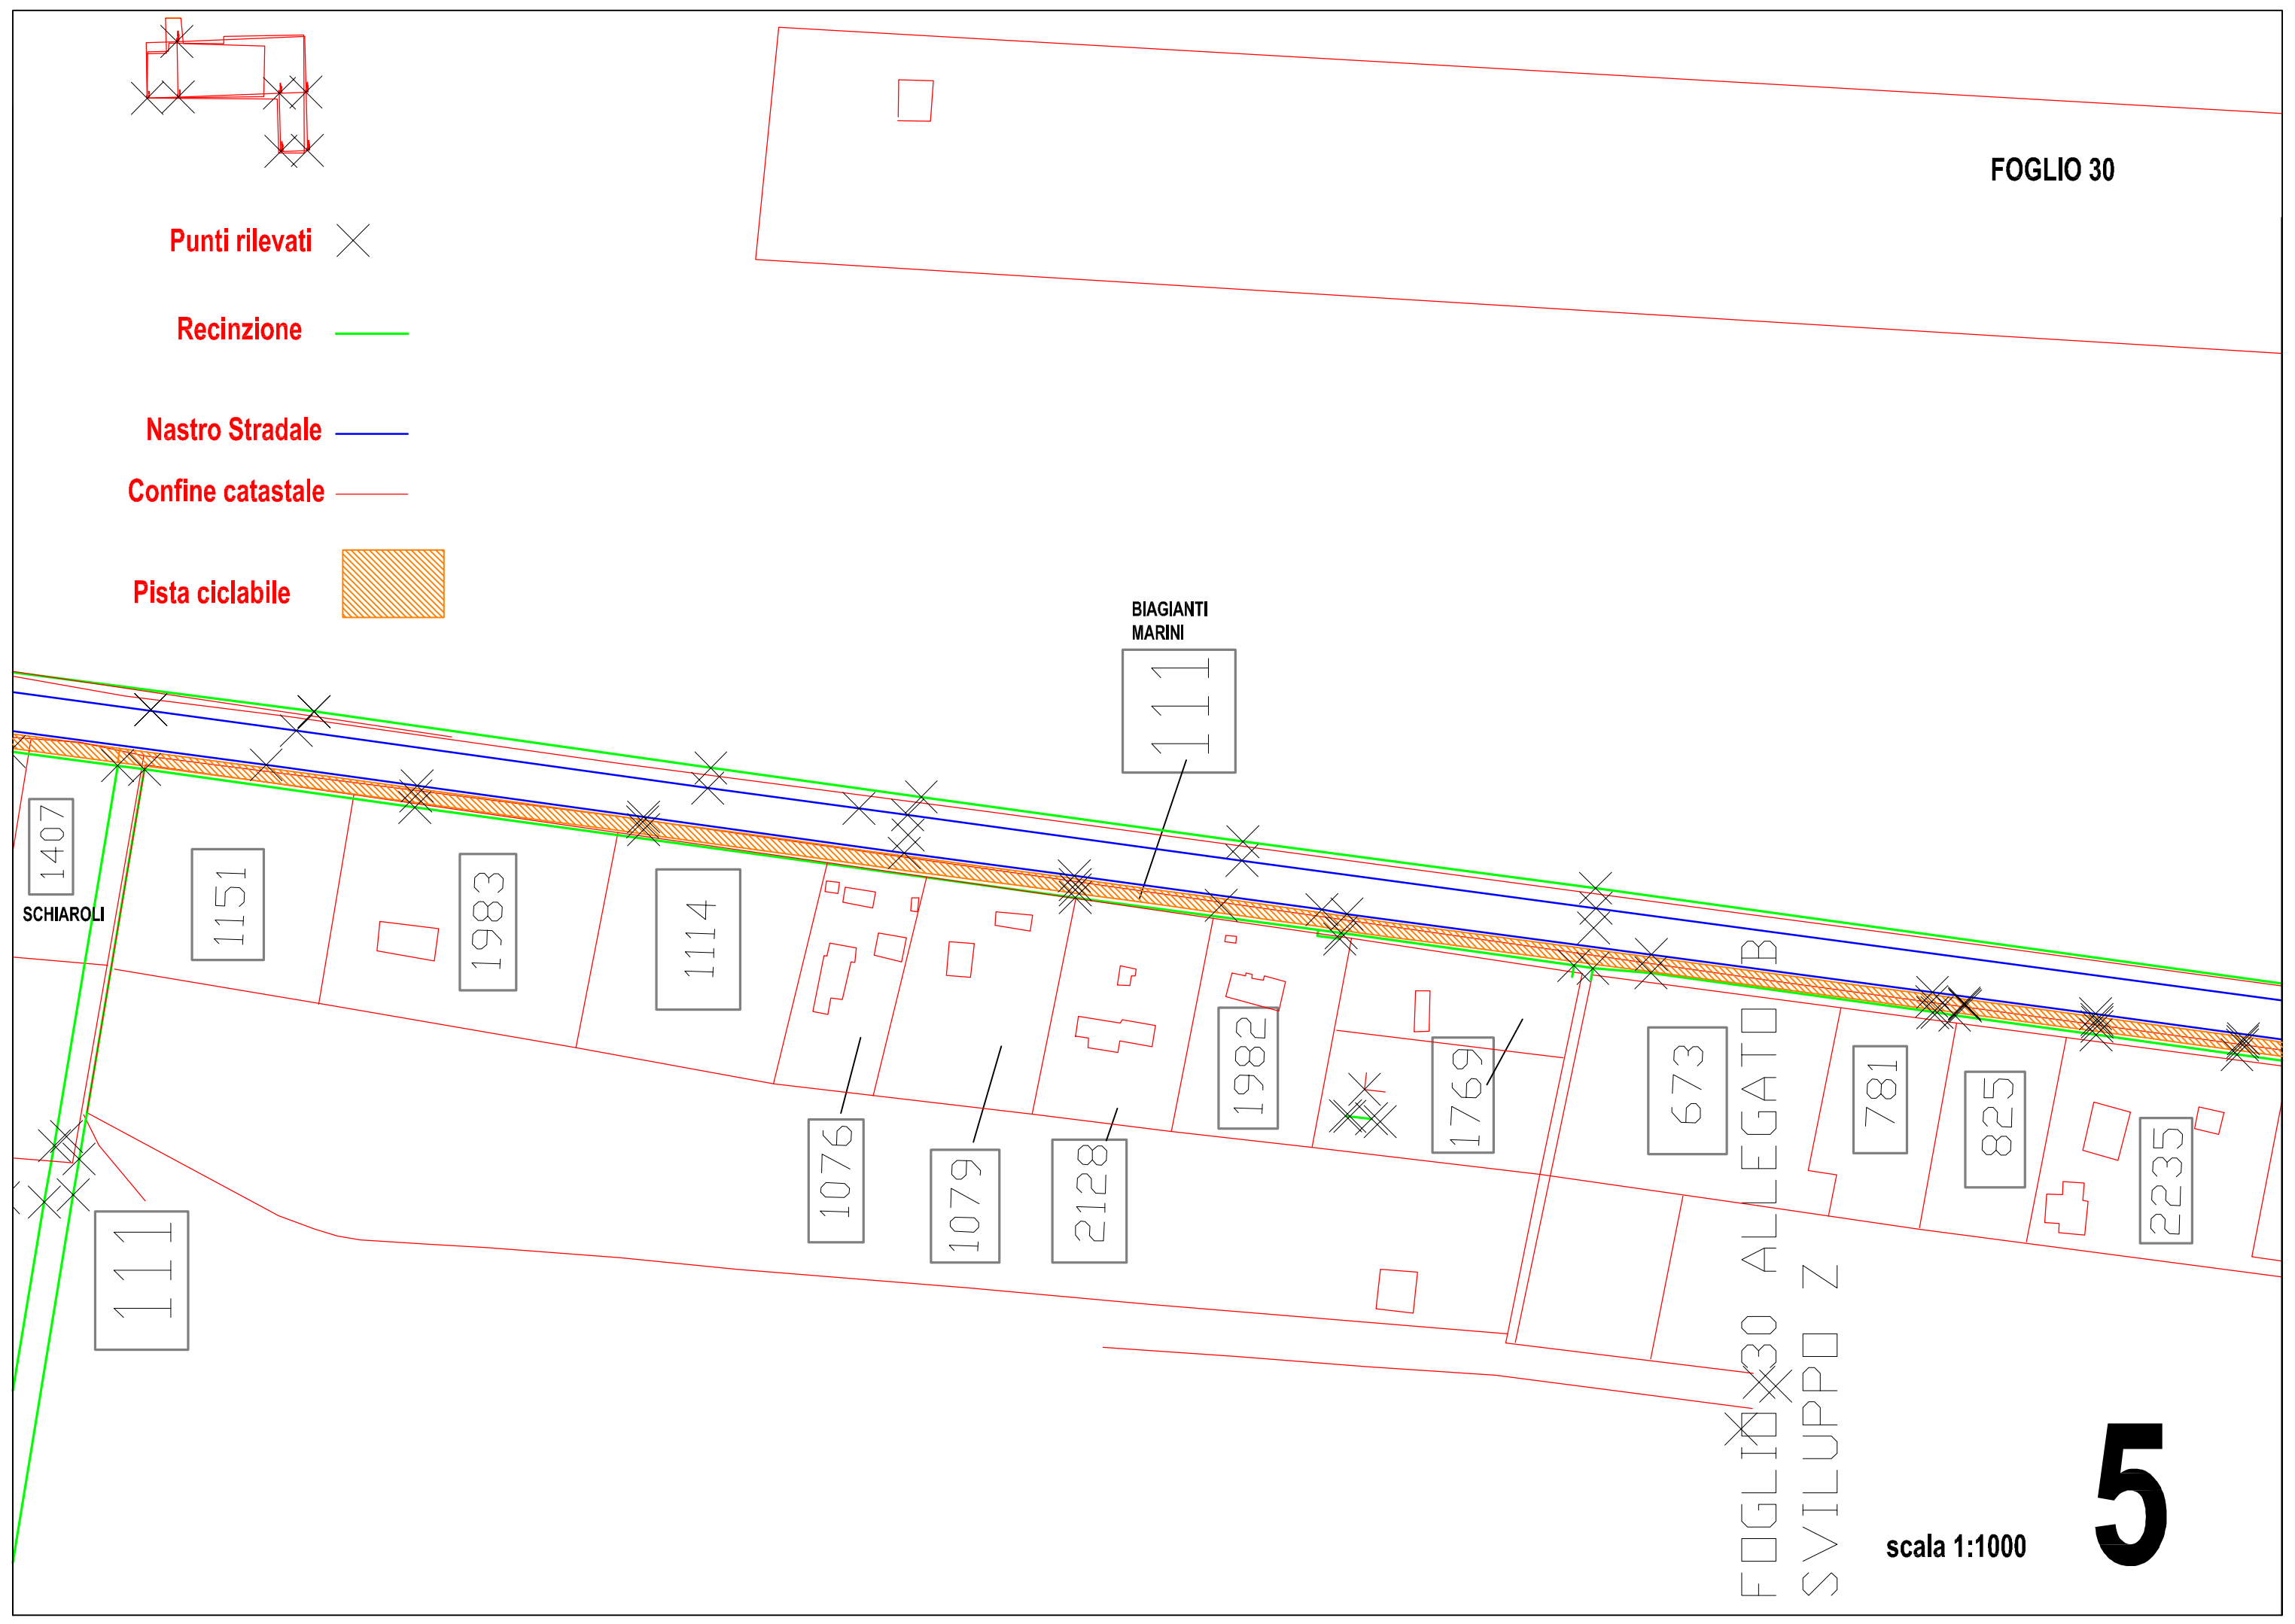 FOGLIO 30
Punti rilevati
Recinzione
Nastro Stradale
Confine catastale
Pista ciclabile
BIAGIANTI
MARINI
111
1407
SCHIAROLI
1151
1983
1114
1982
1769
673
781
825
2235
1076
1079
2128
111
FOGLIO 30 ALLEGATO B
SVILUPPO Z
scala 1:1000
5